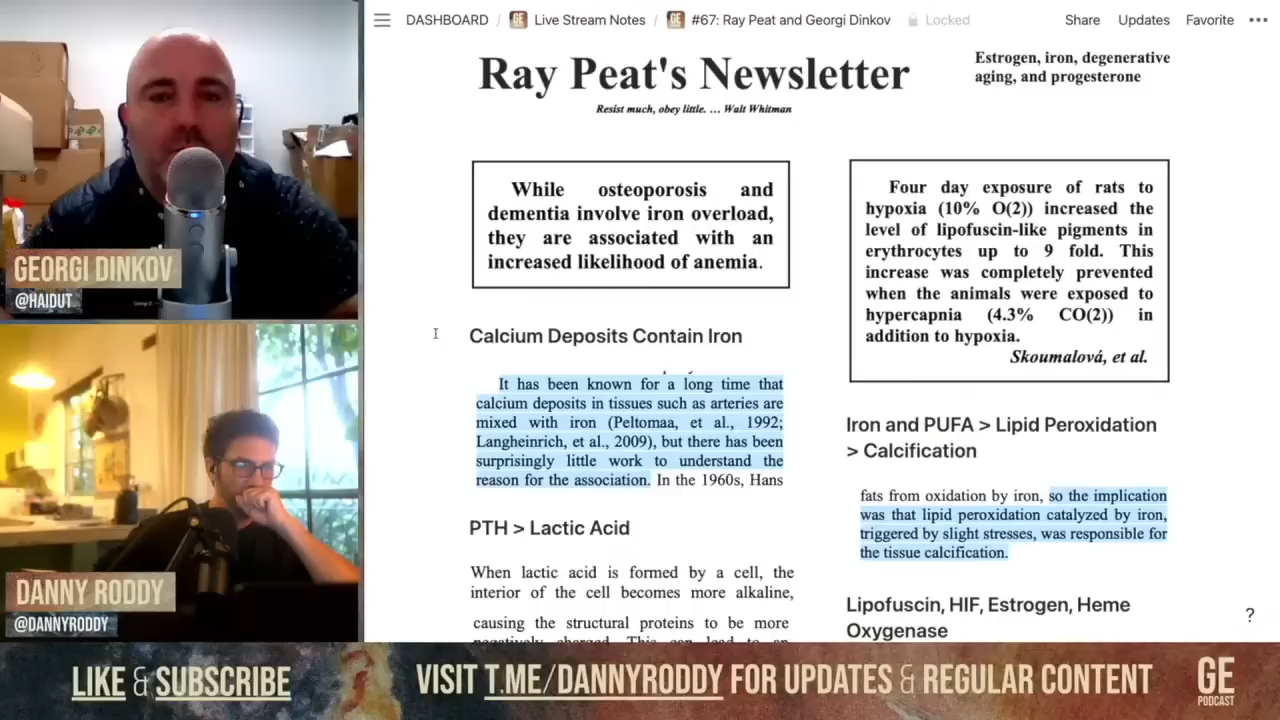 DASHBOARD / Live Stream Notes / #67: Ray Peat and Georgi Dinkov Locked Share Updates Favorite
Ray Peat's Newsletter
Resist much, obey little. ... Walt Whitman
Estrogen, iron, degenerative
aging, and progesterone
While osteoporosis and
dementia involve iron overload,
they are associated with an
increased likelihood of anemia.
Calcium Deposits Contain Iron
It has been known for a long time that
calcium deposits in tissues such as arteries are
mixed with iron (Peltomaa, et al., 1992;
Langheinrich, et al., 2009), but there has been
surprisingly little work to understand the
reason for the association. In the 1960s, Hans
PTH > Lactic Acid
When lactic acid is formed by a cell, the
interior of the cell becomes more alkaline,
causing the structural proteins to be more
negatively charged. This can lead to an
Four day exposure of rats to
hypoxia (10% O(2)) increased the
level of lipofuscin-like pigments in
erythrocytes up to 9 fold. This
increase was completely prevented
when the animals were exposed to
hypercapnia (4.3% CO(2)) in
addition to hypoxia.
Skoumalová, et al.
Iron and PUFA > Lipid Peroxidation
> Calcification
fats from oxidation by iron, so the implication
was that lipid peroxidation catalyzed by iron,
triggered by slight stresses, was responsible for
the tissue calcification.
Lipofuscin, HIF, Estrogen, Heme
Oxygenase
?
GEORGI DINKOV
@HAIDUT
DANNY RODDY
@DANNYRODDY
LIKE & SUBSCRIBE
VISIT T.ME/DANNYRODDY FOR UPDATES & REGULAR CONTENT
GE
PODCAST